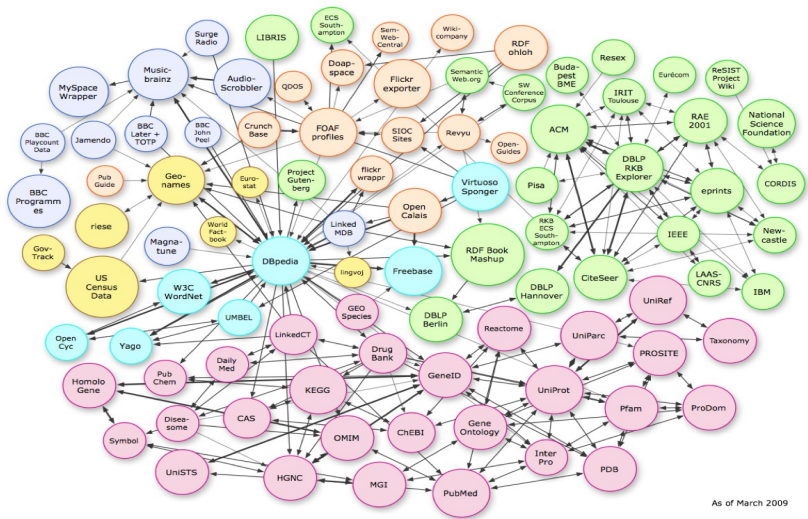 ECS
South-
ampton
Surge
Radio
LIBRIS
Sem-
Web-
Central
Wiki-
company
RDF
ohloh
Music-
brainz
Audio-
Scrobbler
Doap-
space
Flickr
exporter
Semantic
Web.org
Buda-
pest
BME
Resex
MySpace
Wrapper
QDOS
SW
Conference
Corpus
IRIT
Toulouse
Eurécom
ReSIST
Project
Wiki
BBC
Playcount
Data
Jamendo
BBC
Later +
TOTP
BBC
John
Peel
Crunch
Base
FOAF
profiles
SIOC
Sites
Revyu
Open-
Guides
ACM
RAE
2001
National
Science
Foundation
BBC
Programm
es
Pub
Guide
Geo-
names
Euro-
stat
Project
Guten-
berg
flickr
wrappr
Virtuoso
Sponger
Pisa
DBLP
RKB
Explorer
eprints
CORDIS
riese
World
Fact-
book
Linked
MDB
Open
Calais
RKB
ECS
South-
ampton
IEEE
New-
castle
Gov-
Track
Magna-
tune
DBpedia
lingvoj
Freebase
RDF Book
Mashup
US
Census
Data
W3C
WordNet
DBLP
Hannover
CiteSeer
LAAS-
CNRS
IBM
UMBEL
GEO
Species
DBLP
Berlin
UniRef
Open
Cyc
Yago
LinkedCT
Reactome
UniParc
Taxonomy
Drug
Bank
PROSITE
Daily
Med
Pub
Chem
Homolo
Gene
KEGG
GeneID
UniProt
Pfam
ProDom
Disea-
some
CAS
ChEBI
Gene
Ontology
Symbol
OMIM
Inter
Pro
UniSTS
HGNC
MGI
PubMed
PDB
As of March 2009